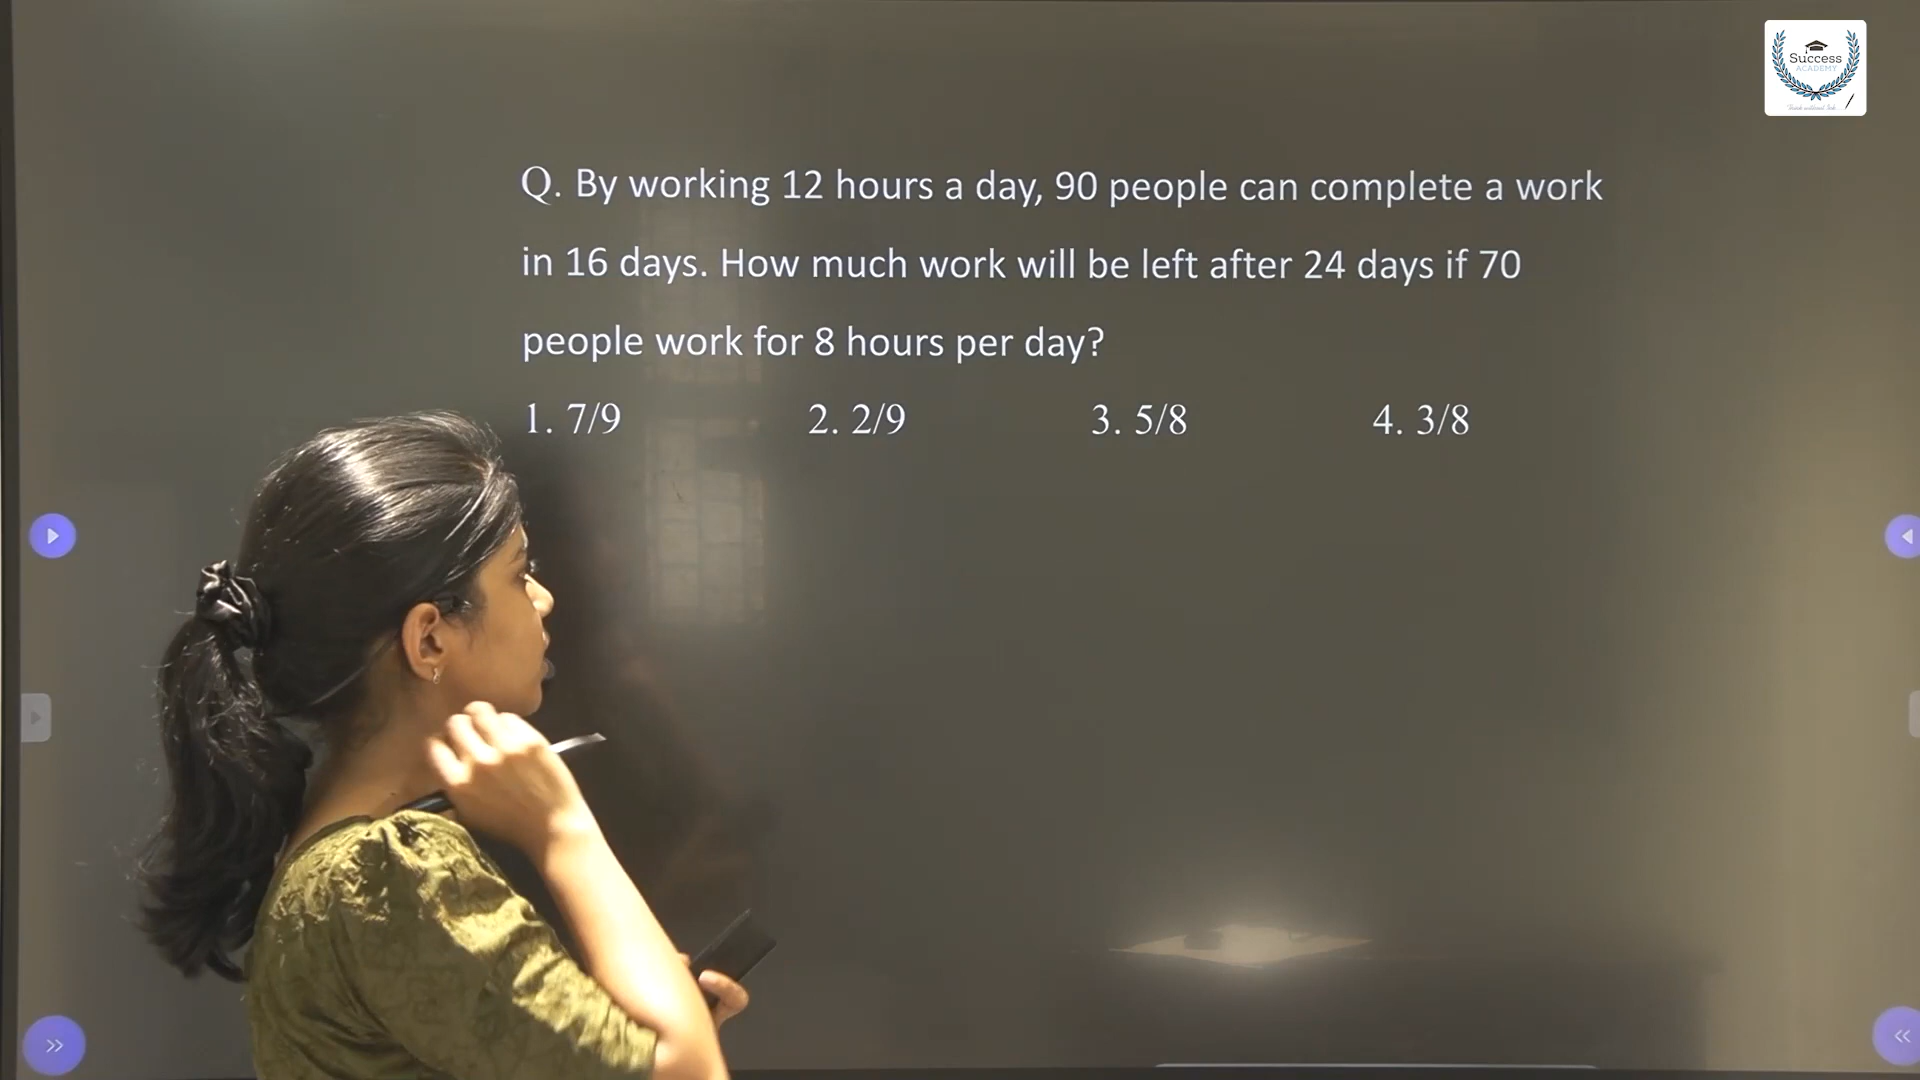 Success
ACADEMY
Q. By working 12 hours a day, 90 people can complete a work
in 16 days. How much work will be left after 24 days if 70
people work for 8 hours per day?
1. 7/9 2. 2/9 3. 5/8 4. 3/8